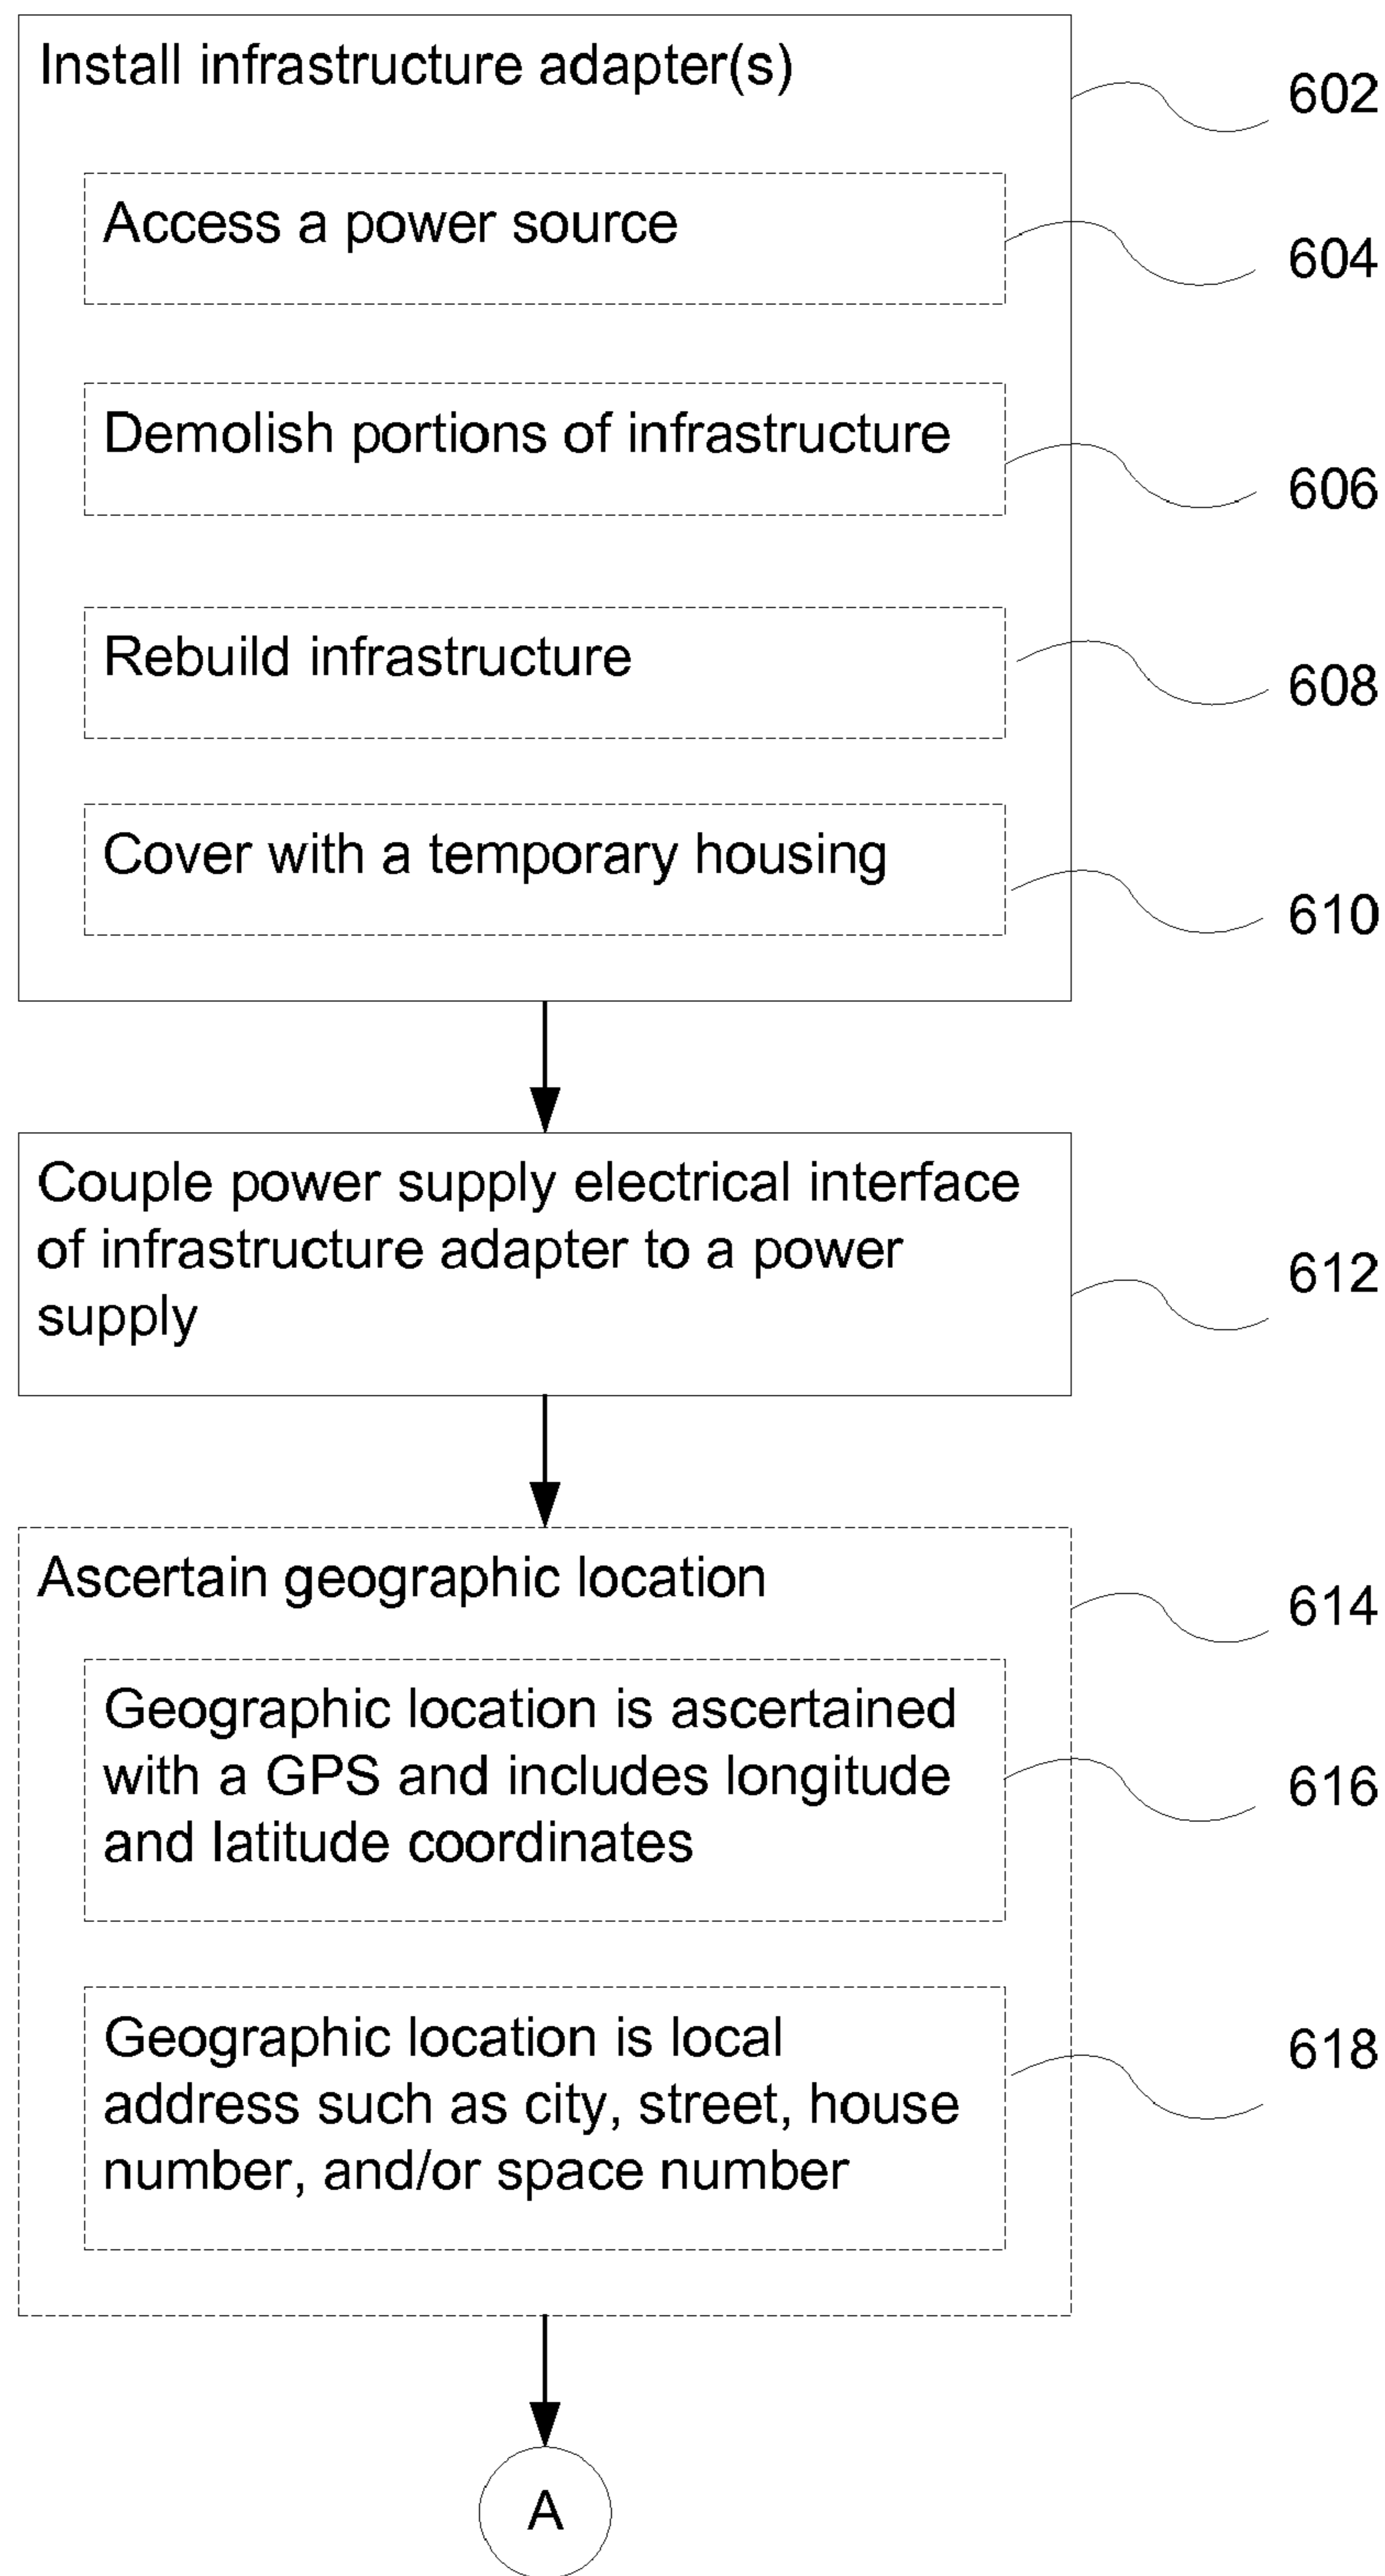 Install infrastructure adapter(s)
602
Access a power source
604
Demolish portions of infrastructure
606
Rebuild infrastructure
608
Cover with a temporary housing
610
Couple power supply electrical interface
of infrastructure adapter to a power
supply
612
Ascertain geographic location
614
Geographic location is ascertained
with a GPS and includes longitude
and latitude coordinates
616
Geographic location is local
address such as city, street, house
number, and/or space number
618
A